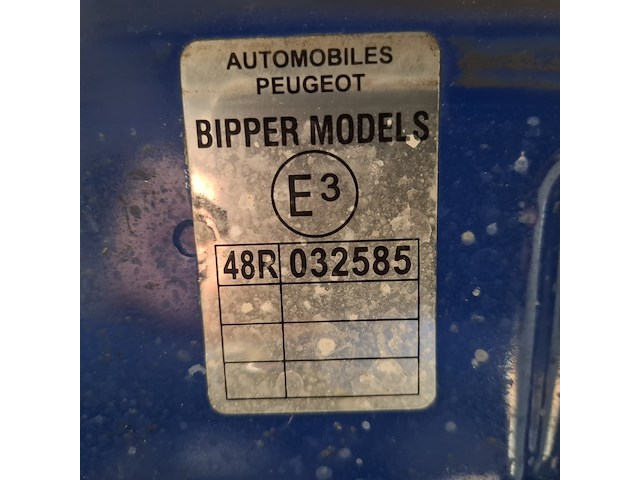 AUTOMOBILES
PEUGEOT
BIPPER MODELS
E3
48R 032585